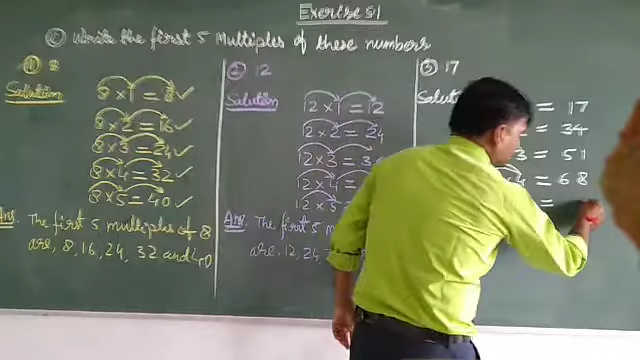 Exercise 5.1
C Write the first 5 Multiples of these numbers.
① 8
Solution
8 × 1 = 8 ✓
8 × 2 = 16 ✓
8 × 3 = 24 ✓
8 × 4 = 32 ✓
8 × 5 = 40 ✓
Ans. The first 5 multiples of 8
are, 8, 16, 24, 32 and 40
② 12
Solution
12 × 1 = 12
12 × 2 = 24
12 × 3 = 3
12 × 4 =
12 × 5 =
Ans. The first 5 m
are, 12, 24,
③ 17
Solut
= 17
= 34
3 = 51
4 = 68
=